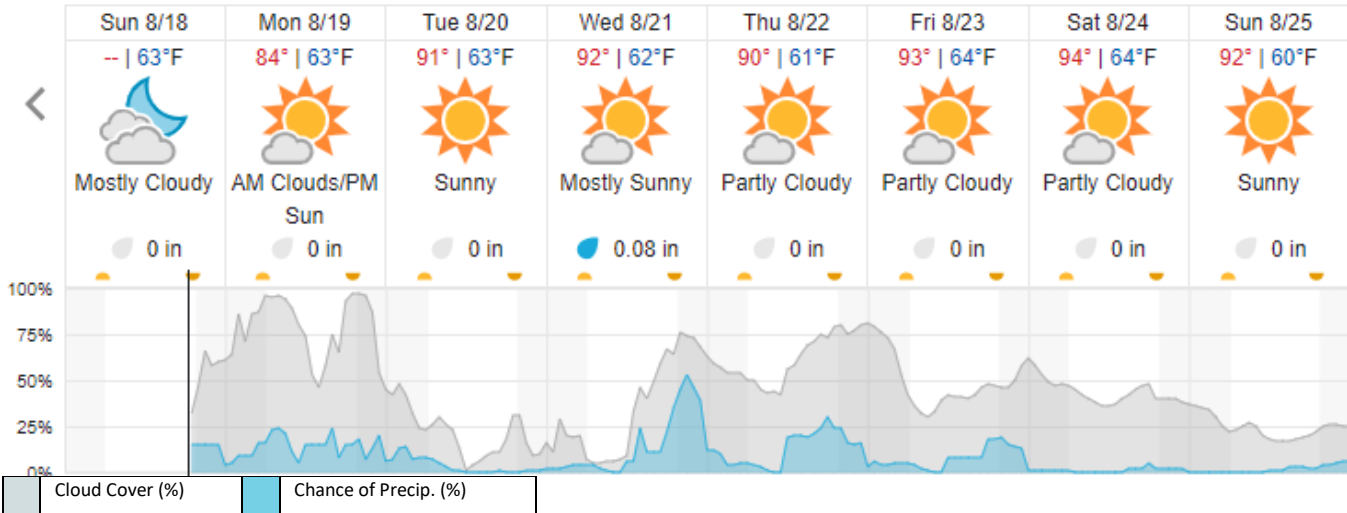 Sun 8/18 Mon 8/19 Tue 8/20 Wed 8/21 Thu 8/22 Fri 8/23 Sat 8/24 Sun 8/25
-- | 63°F 84° | 63°F 91° | 63°F 92° | 62°F 90° | 61°F 93° | 64°F 94° | 64°F 92° | 60°F
Mostly Cloudy AM Clouds/PM Sunny Mostly Sunny Partly Cloudy Partly Cloudy Partly Cloudy Sunny
Sun
0 in 0 in 0 in 0.08 in 0 in 0 in 0 in 0 in
100%
75%
50%
25%
0%
Cloud Cover (%) Chance of Precip. (%)